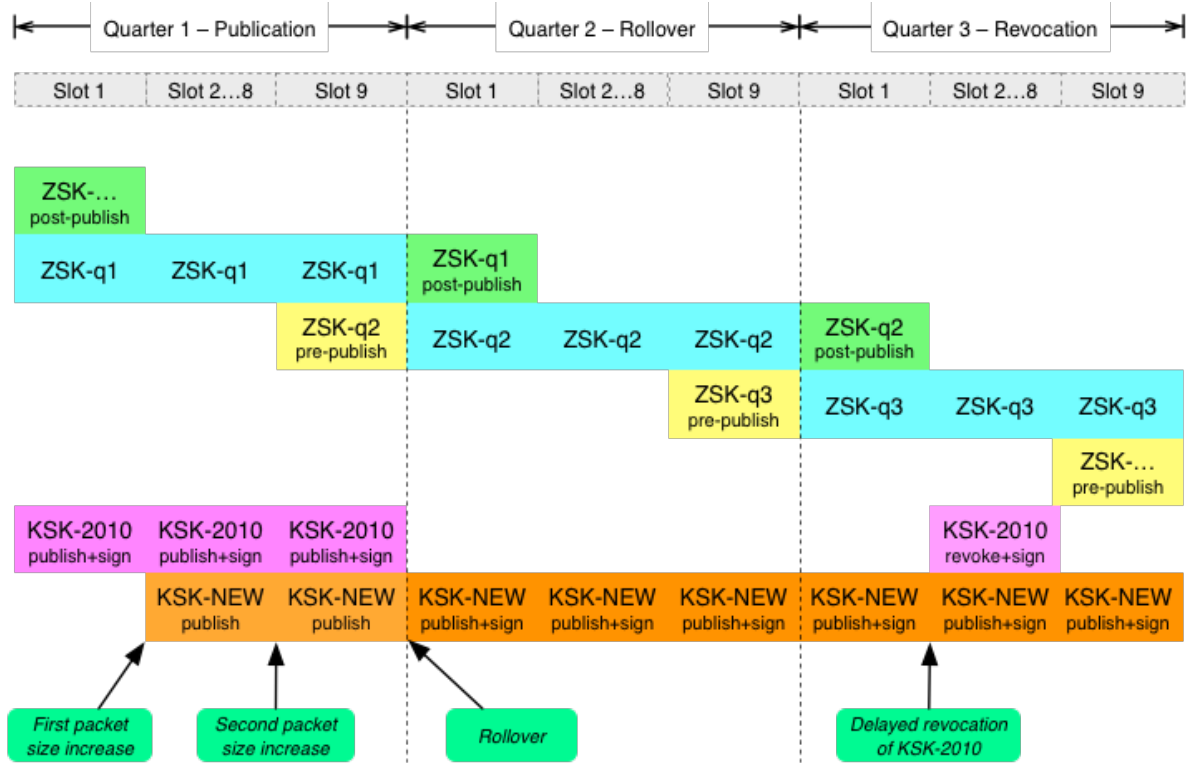 Quarter 1 – Publication
Quarter 2 – Rollover
Quarter 3 – Revocation
Slot 1
Slot 2…8
Slot 9
Slot 1
Slot 2…8
Slot 9
Slot 1
Slot 2…8
Slot 9
ZSK-…
post-publish
ZSK-q1
ZSK-q1
ZSK-q1
ZSK-q1
post-publish
ZSK-q2
pre-publish
ZSK-q2
ZSK-q2
ZSK-q2
ZSK-q2
post-publish
ZSK-q3
pre-publish
ZSK-q3
ZSK-q3
ZSK-q3
ZSK-…
pre-publish
KSK-2010
publish+sign
KSK-2010
publish+sign
KSK-2010
publish+sign
KSK-2010
revoke+sign
KSK-NEW
publish
KSK-NEW
publish
KSK-NEW
publish+sign
KSK-NEW
publish+sign
KSK-NEW
publish+sign
KSK-NEW
publish+sign
KSK-NEW
publish+sign
KSK-NEW
publish+sign
First packet
size increase
Second packet
size increase
Rollover
Delayed revocation
of KSK-2010